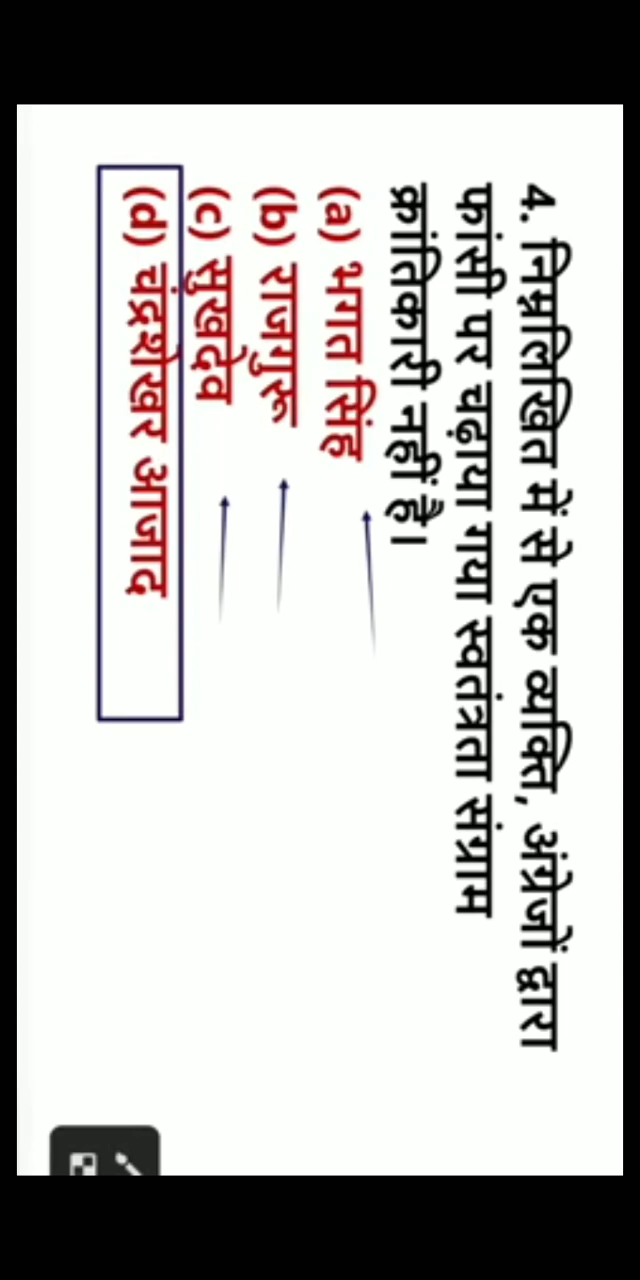 4. निम्नलिखित में से एक व्यक्ति, अंग्रेजों द्वारा
फांसी पर चढ़ाया गया स्वतंत्रता संग्राम
क्रांतिकारी नहीं है।
(a) भगत सिंह
(b) राजगुरू
(c) सुखदेव
(d) चंद्रशेखर आजाद